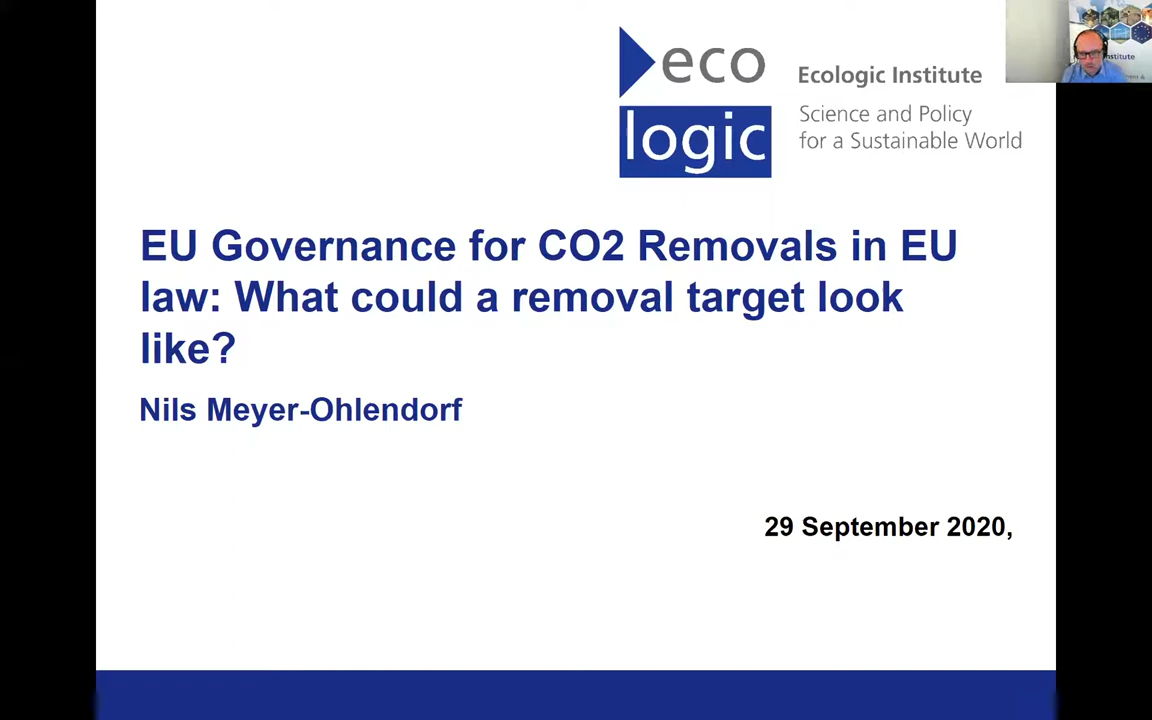 eco
logic
Ecologic Institute
Science and Policy
for a Sustainable World
EU Governance for CO2 Removals in EU
law: What could a removal target look
like?
Nils Meyer-Ohlendorf
29 September 2020,